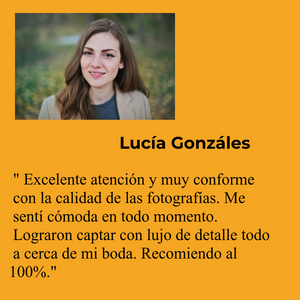 Lucía Gonzáles
" Excelente atención y muy conforme
con la calidad de las fotografías. Me
sentí cómoda en todo momento.
Lograron captar con lujo de detalle todo
a cerca de mi boda. Recomiendo al
100%."